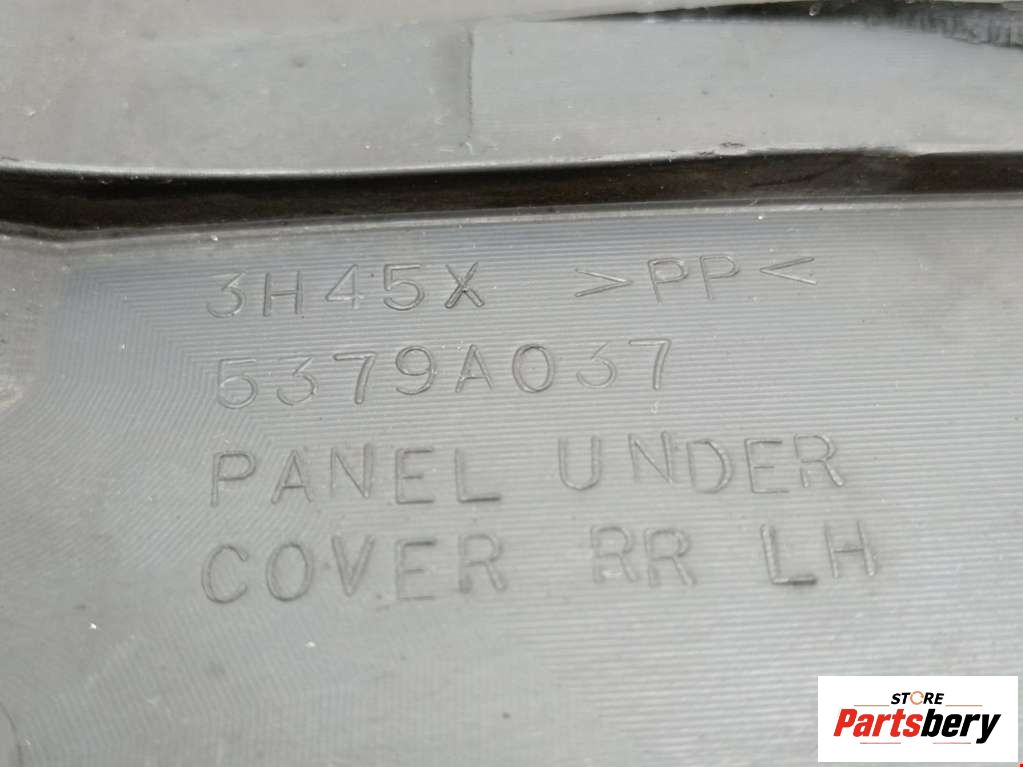 3H45X >PP<
5379A037
PANEL UNDER
COVER RR LH
STORE
Partsbery